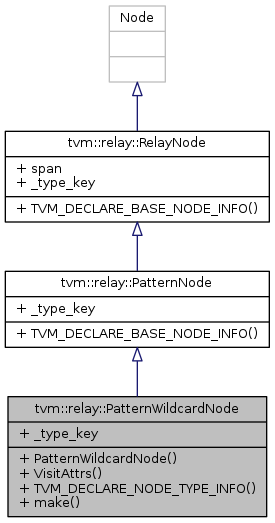 Node
tvm::relay::RelayNode
+ span
+ _type_key
+ TVM_DECLARE_BASE_NODE_INFO()
tvm::relay::PatternNode
+ _type_key
+ TVM_DECLARE_BASE_NODE_INFO()
tvm::relay::PatternWildcardNode
+ _type_key
+ PatternWildcardNode()
+ VisitAttrs()
+ TVM_DECLARE_NODE_TYPE_INFO()
+ make()